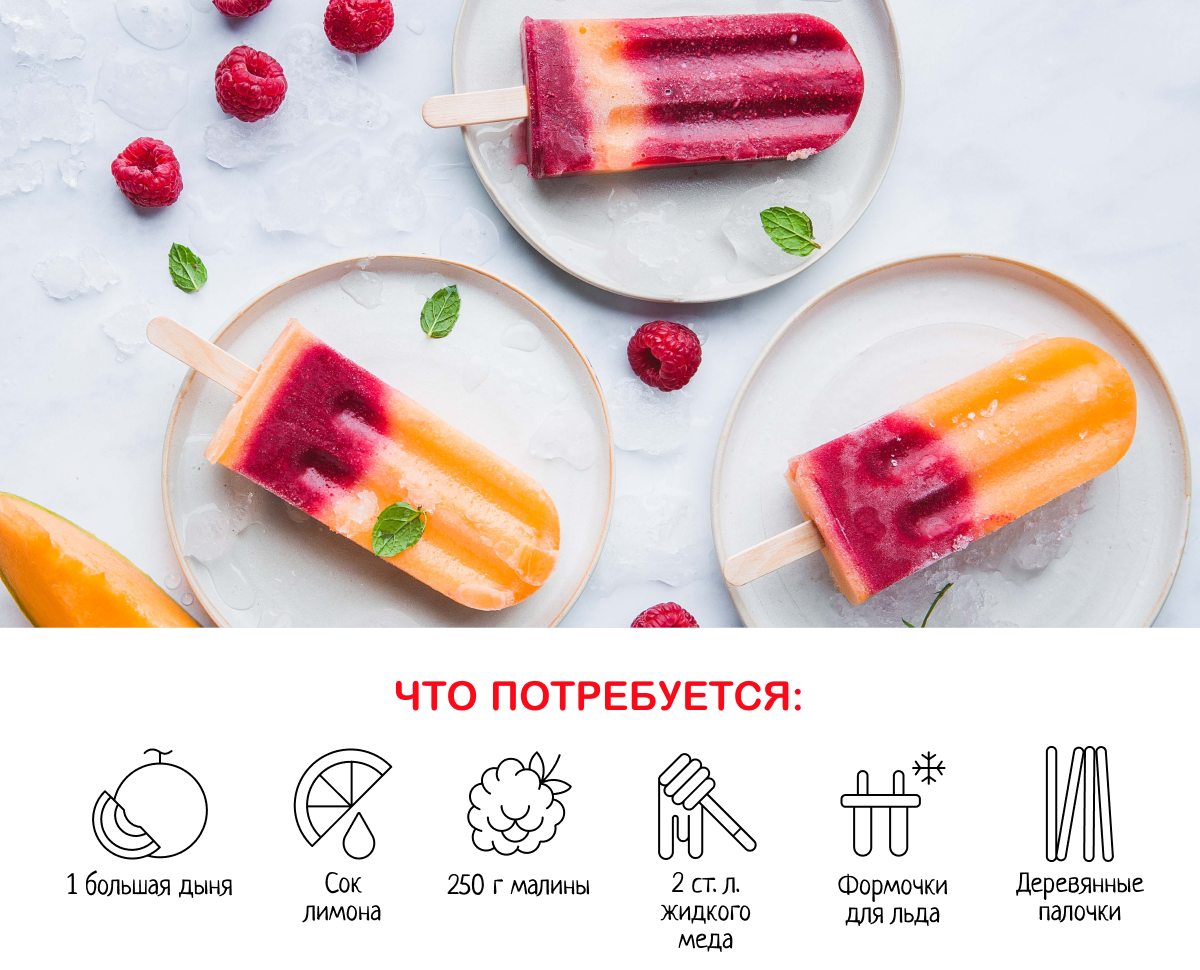 ЧТО ПОТРЕБУЕТСЯ:
1 большая дыня
Сок
лимона
250 г малины
2 ст. л.
жидкого
меда
Формочки
для льда
Деревянные
палочки